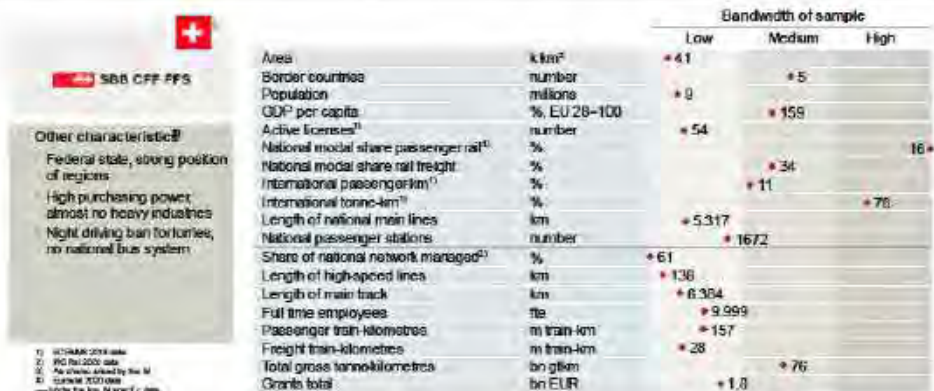 SBB CFF FFS
Other characteristics
Federal state, strong position
of regions
High purchasing power,
almost no heavy industries
Night driving ban for lorries,
no national bus system
Bandwidth of sample
Low Medium High
Area k km² 41
Border countries number 5
Population millions 9
GDP per capita %, EU 28=100 159
Active licenses number 54
National modal share passenger rail %  16
National modal share rail freight % 34
International passenger-km % 11
International tonne-km % 76
Length of national main lines km 5.317
National passenger stations number 1672
Share of national network managed²⁾ % 61
Length of high-speed lines km 136
Length of main track km 6.384
Full time employees fte 9.999
Passenger train-kilometres m train-km 157
Freight train-kilometres m train-km 28
Total gross tonne-kilometres bn gtkm 76
Grants total bn EUR 1,8